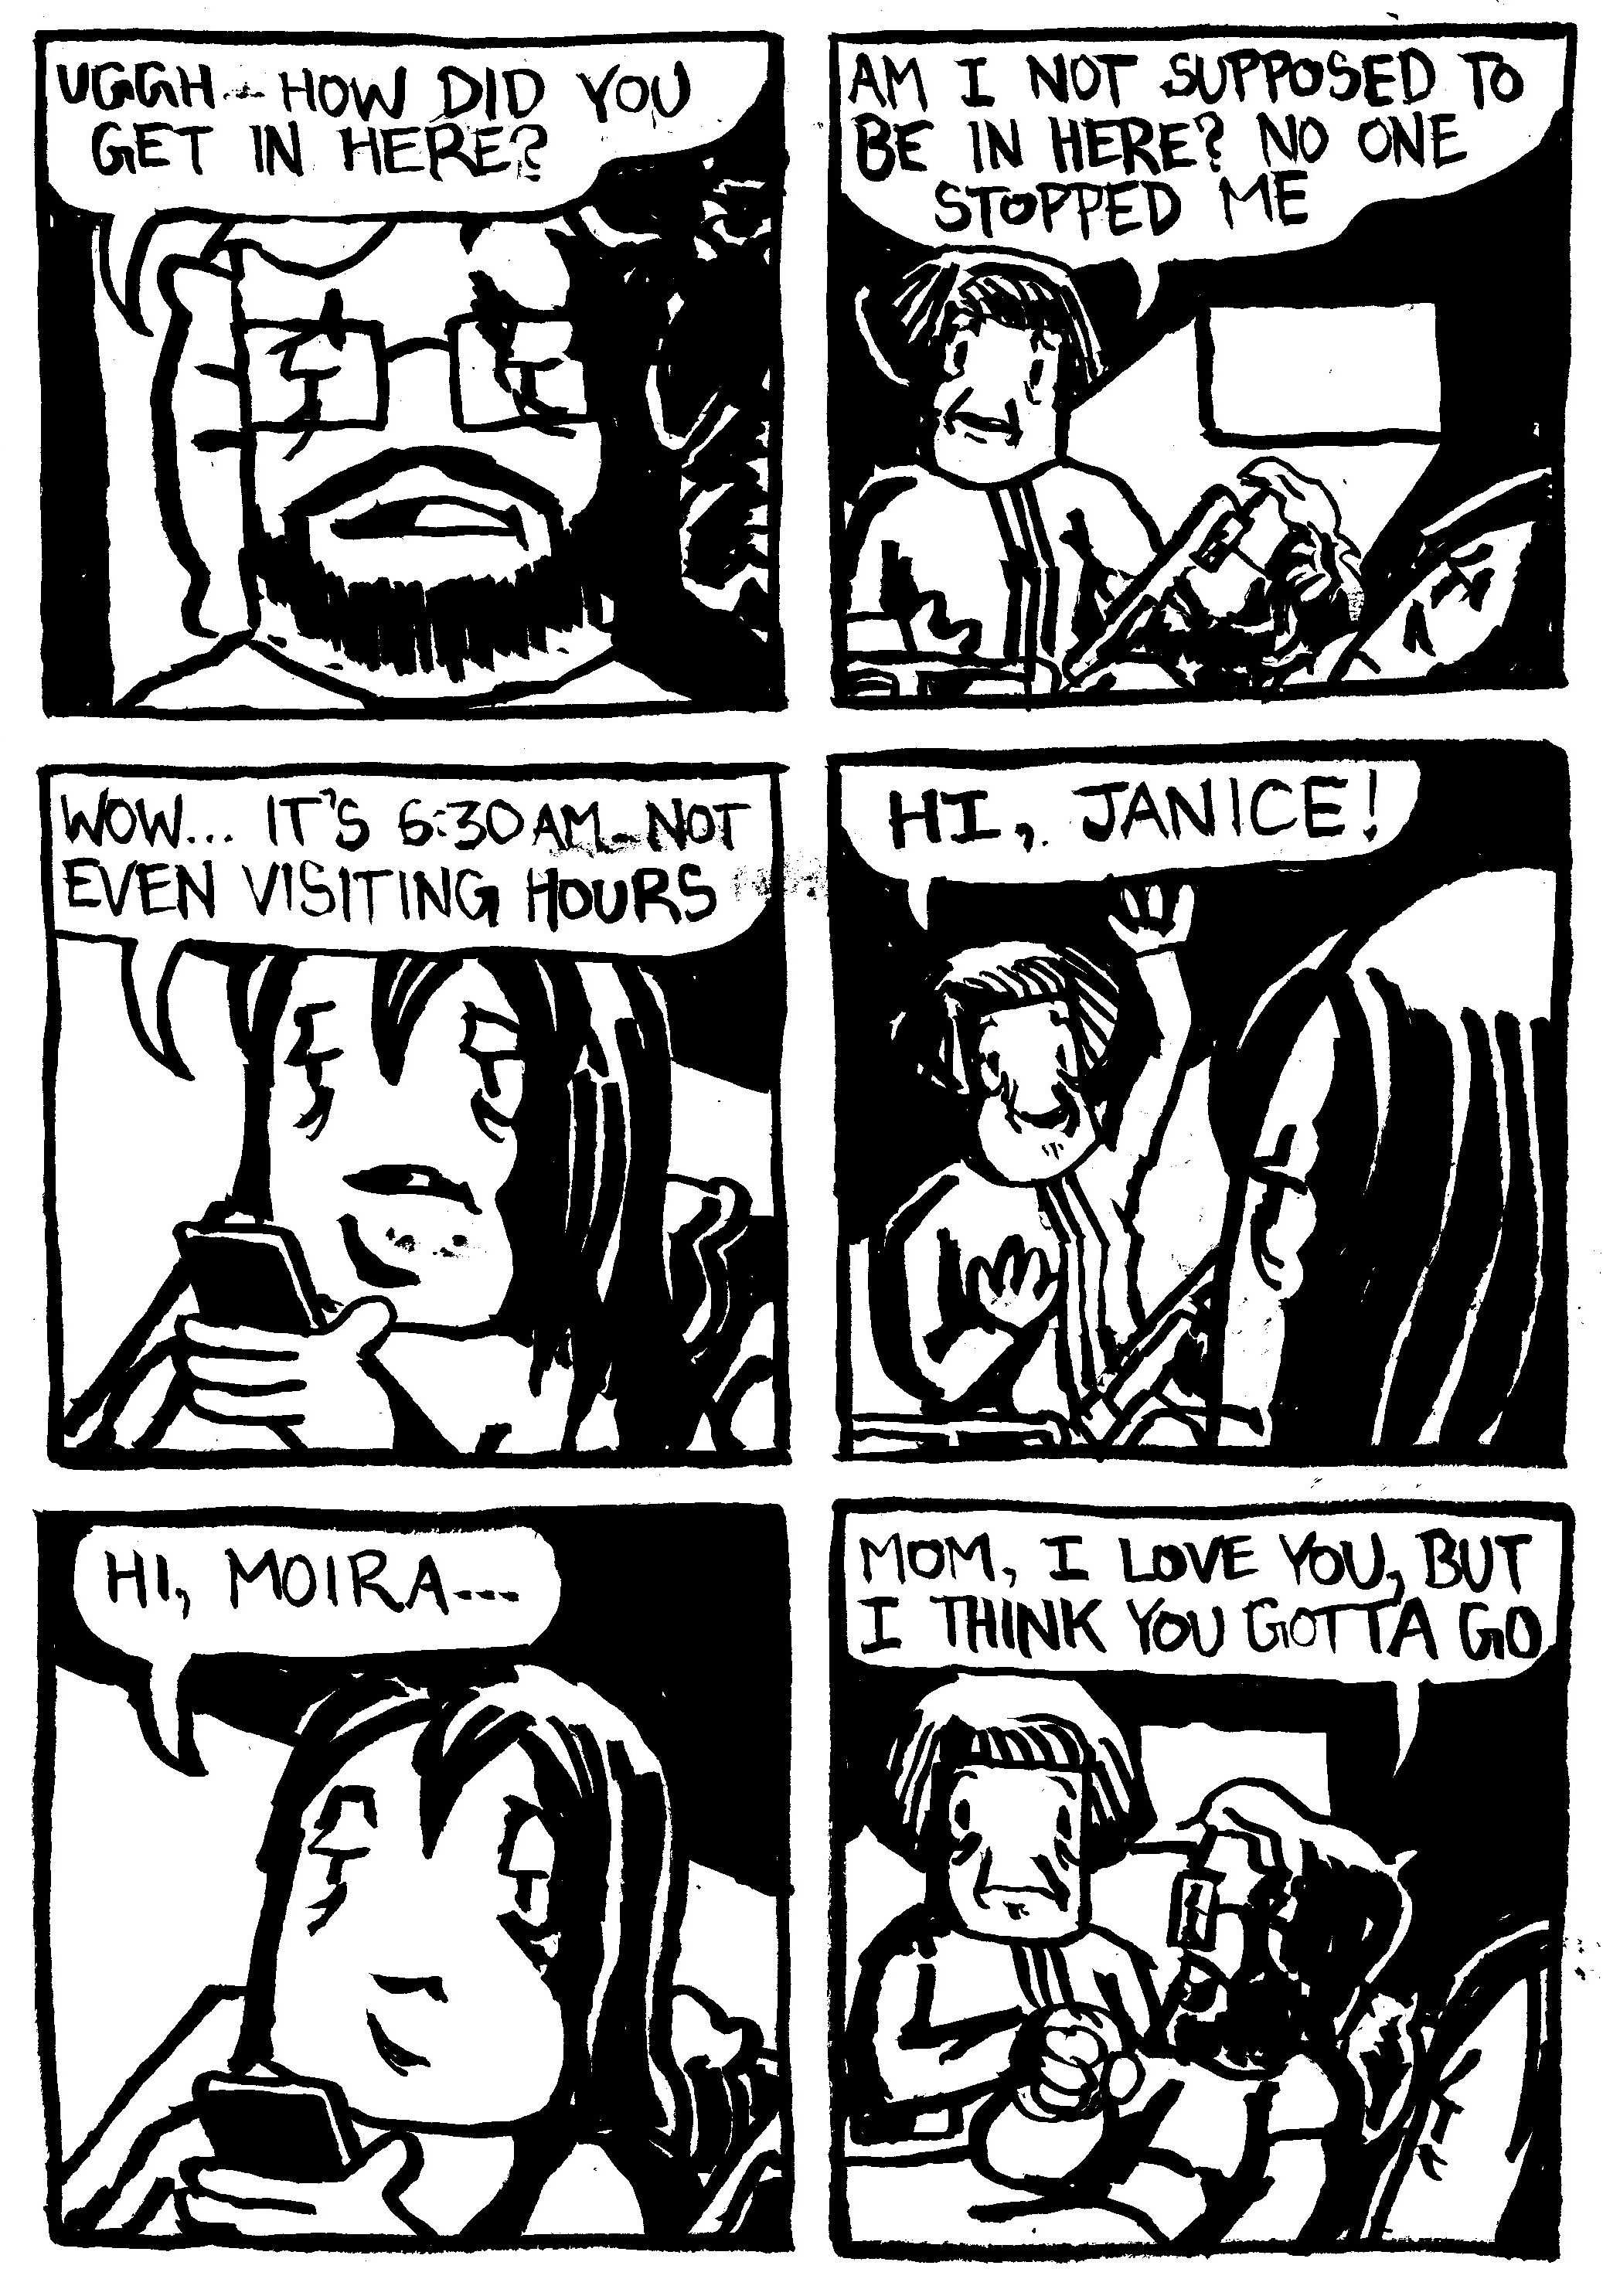 UGGH... HOW DID YOU
GET IN HERE?
AM I NOT SUPPOSED TO
BE IN HERE? NO ONE
STOPPED ME
WOW... IT'S 6:30 AM... NOT
EVEN VISITING HOURS
HI, JANICE!
HI, MOIRA...
MOM, I LOVE YOU, BUT
I THINK YOU GOTTA GO